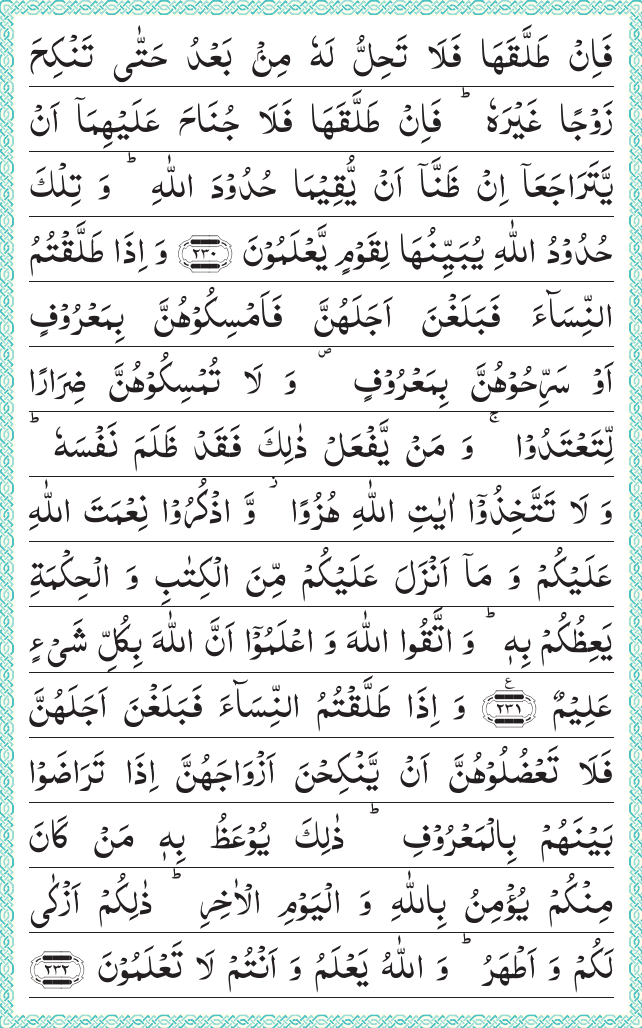 فَاِنۡ طَلَّقَهَا فَلَا تَحِلُّ لَهٗ مِنۡۢ بَعۡدُ حَتّٰى تَنۡكِحَ
زَوۡجًا غَيۡرَهٗ ؕ فَاِنۡ طَلَّقَهَا فَلَا جُنَاحَ عَلَيۡهِمَاۤ اَنۡ
يَّتَرَاجَعَاۤ اِنۡ ظَنَّاۤ اَنۡ يُّقِيۡمَا حُدُوۡدَ اللّٰهِ ؕ وَ تِلۡكَ
حُدُوۡدُ اللّٰهِ يُبَيِّنُهَا لِقَوۡمٍ يَّعۡلَمُوۡنَ ﴿۲۳۰﴾ وَ اِذَا طَلَّقۡتُمُ
النِّسَآءَ فَبَلَغۡنَ اَجَلَهُنَّ فَاَمۡسِكُوۡهُنَّ بِمَعۡرُوۡفٍ
اَوۡ سَرِّحُوۡهُنَّ بِمَعۡرُوۡفٍ ۪ وَ لَا تُمۡسِكُوۡهُنَّ ضِرَارًا
لِّتَعۡتَدُوۡا ۚ وَ مَنۡ يَّفۡعَلۡ ذٰلِكَ فَقَدۡ ظَلَمَ نَفۡسَهٗ ؕ
وَ لَا تَتَّخِذُوۡۤا اٰيٰتِ اللّٰهِ هُزُوًا ۫ وَّ اذۡكُرُوۡا نِعۡمَتَ اللّٰهِ
عَلَيۡكُمۡ وَ مَاۤ اَنۡزَلَ عَلَيۡكُمۡ مِّنَ الۡكِتٰبِ وَ الۡحِكۡمَةِ
يَعِظُكُمۡ بِهٖ ؕ وَ اتَّقُوا اللّٰهَ وَ اعۡلَمُوۡۤا اَنَّ اللّٰهَ بِكُلِّ شَىۡءٍ
عَلِيۡمٌ ﴿۲۳۱﴾ ع وَ اِذَا طَلَّقۡتُمُ النِّسَآءَ فَبَلَغۡنَ اَجَلَهُنَّ
فَلَا تَعۡضُلُوۡهُنَّ اَنۡ يَّنۡكِحۡنَ اَزۡوَاجَهُنَّ اِذَا تَرَاضَوۡا
بَيۡنَهُمۡ بِالۡمَعۡرُوۡفِ ؕ ذٰلِكَ يُوۡعَظُ بِهٖ مَنۡ كَانَ
مِنۡكُمۡ يُؤۡمِنُ بِاللّٰهِ وَ الۡيَوۡمِ الۡاٰخِرِ ؕ ذٰلِكُمۡ اَزۡكٰى
لَكُمۡ وَ اَطۡهَرُ ؕ وَ اللّٰهُ يَعۡلَمُ وَ اَنۡتُمۡ لَا تَعۡلَمُوۡنَ ﴿۲۳۲﴾